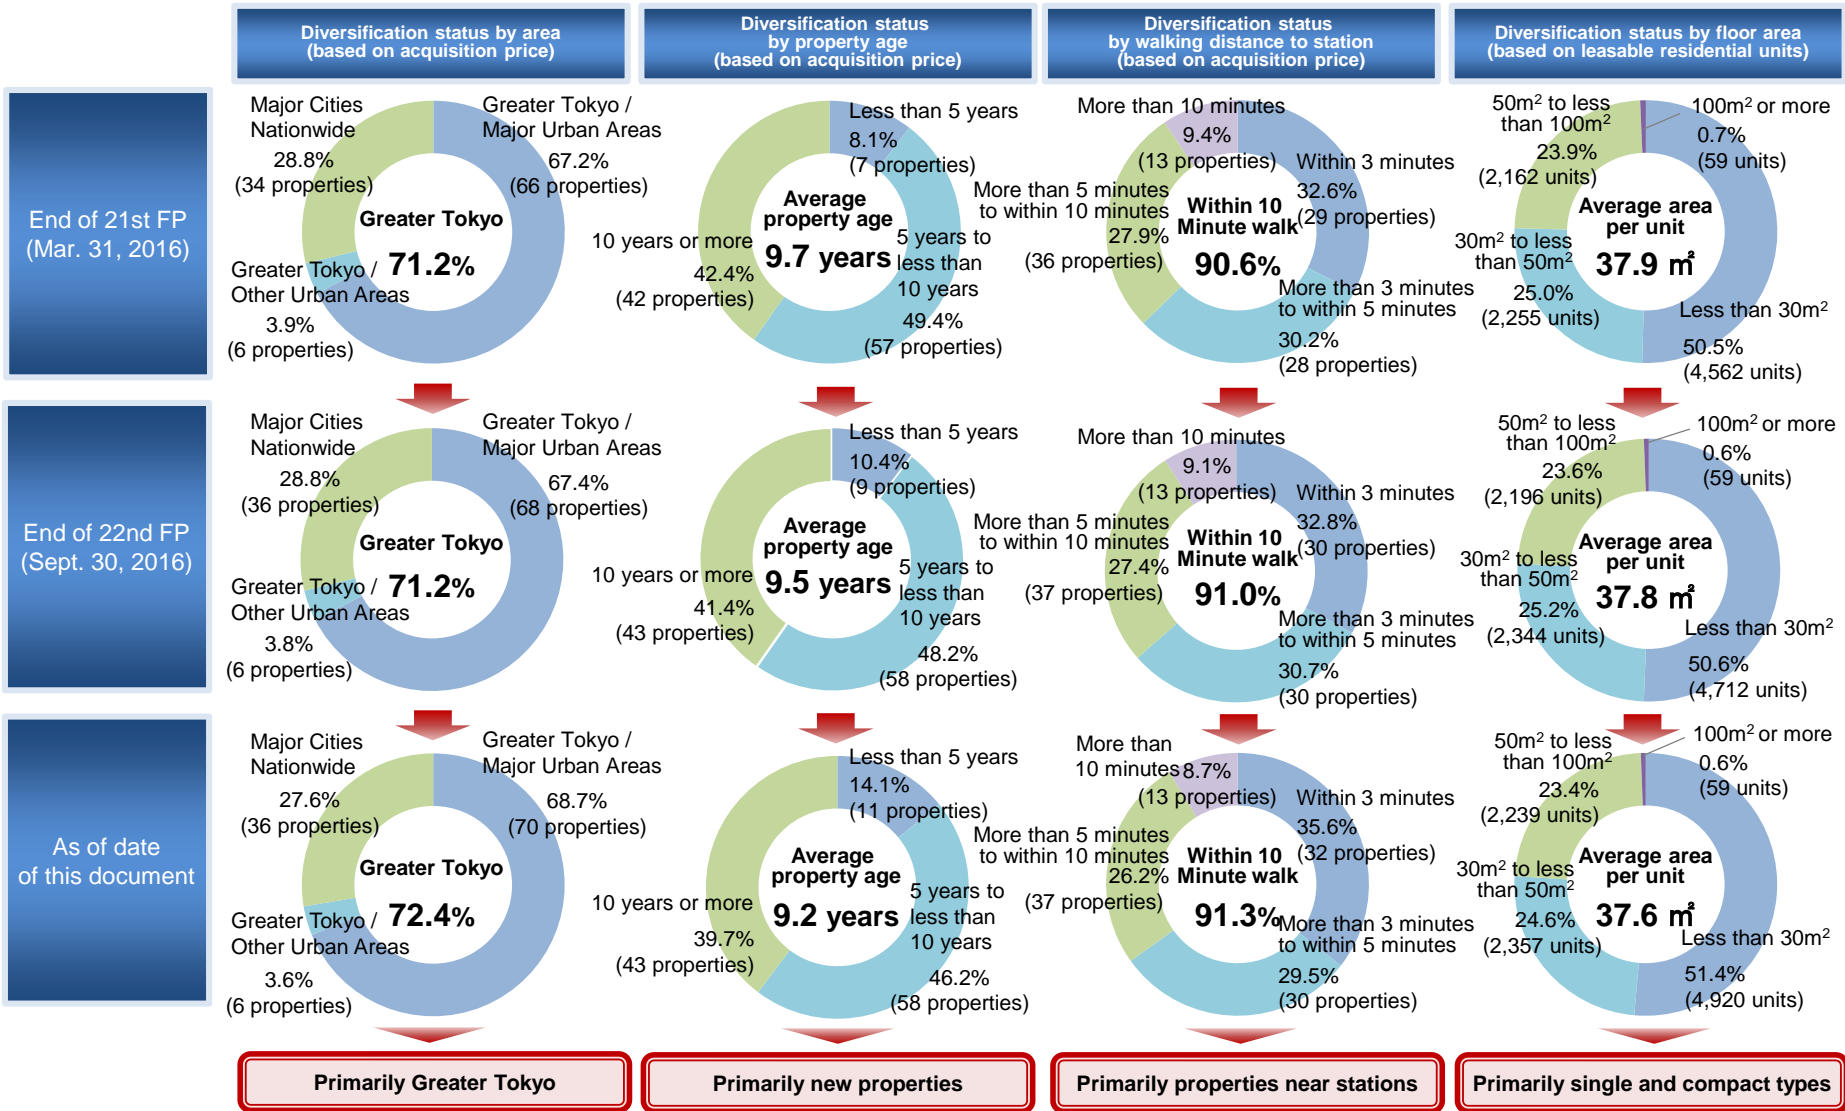 Diversification status by area
(based on acquisition price)
Diversification status
by property age
(based on acquisition price)
Diversification status
by walking distance to station
(based on acquisition price)
Diversification status by floor area
(based on leasable residential units)
End of 21st FP
(Mar. 31, 2016)
Major Cities
Nationwide
28.8%
(34 properties)
Greater Tokyo /
Major Urban Areas
67.2%
(66 properties)
Greater Tokyo
71.2%
Greater Tokyo /
Other Urban Areas
3.9%
(6 properties)
Less than 5 years
8.1%
(7 properties)
Average
property age
9.7 years
10 years or more
42.4%
(42 properties)
5 years to
less than
10 years
49.4%
(57 properties)
More than 10 minutes
9.4%
(13 properties)
Within 3 minutes
32.6%
(29 properties)
More than 5 minutes
to within 10 minutes
27.9%
(36 properties)
Within 10
Minute walk
90.6%
More than 3 minutes
to within 5 minutes
30.2%
(28 properties)
50m² to less
than 100m²
23.9%
(2,162 units)
100m² or more
0.7%
(59 units)
Average area
per unit
37.9 ㎡
30m² to less
than 50m²
25.0%
(2,255 units)
Less than 30m²
50.5%
(4,562 units)
End of 22nd FP
(Sept. 30, 2016)
Major Cities
Nationwide
28.8%
(36 properties)
Greater Tokyo /
Major Urban Areas
67.4%
(68 properties)
Greater Tokyo
71.2%
Greater Tokyo /
Other Urban Areas
3.8%
(6 properties)
Less than 5 years
10.4%
(9 properties)
Average
property age
9.5 years
10 years or more
41.4%
(43 properties)
5 years to
less than
10 years
48.2%
(58 properties)
More than 10 minutes
9.1%
(13 properties)
Within 3 minutes
32.8%
(30 properties)
More than 5 minutes
to within 10 minutes
27.4%
(37 properties)
Within 10
Minute walk
91.0%
More than 3 minutes
to within 5 minutes
30.7%
(30 properties)
50m² to less
than 100m²
23.6%
(2,196 units)
100m² or more
0.6%
(59 units)
Average area
per unit
37.8 ㎡
30m² to less
than 50m²
25.2%
(2,344 units)
Less than 30m²
50.6%
(4,712 units)
As of date
of this document
Major Cities
Nationwide
27.6%
(36 properties)
Greater Tokyo /
Major Urban Areas
68.7%
(70 properties)
Greater Tokyo
72.4%
Greater Tokyo /
Other Urban Areas
3.6%
(6 properties)
Less than 5 years
14.1%
(11 properties)
Average
property age
9.2 years
10 years or more
39.7%
(43 properties)
5 years to
less than
10 years
46.2%
(58 properties)
More than
10 minutes
8.7%
(13 properties)
Within 3 minutes
35.6%
(32 properties)
More than 5 minutes
to within 10 minutes
26.2%
(37 properties)
Within 10
Minute walk
91.3%
More than 3 minutes
to within 5 minutes
29.5%
(30 properties)
50m² to less
than 100m²
23.4%
(2,239 units)
100m² or more
0.6%
(59 units)
Average area
per unit
37.6 ㎡
30m² to less
than 50m²
24.6%
(2,357 units)
Less than 30m²
51.4%
(4,920 units)
Primarily Greater Tokyo
Primarily new properties
Primarily properties near stations
Primarily single and compact types